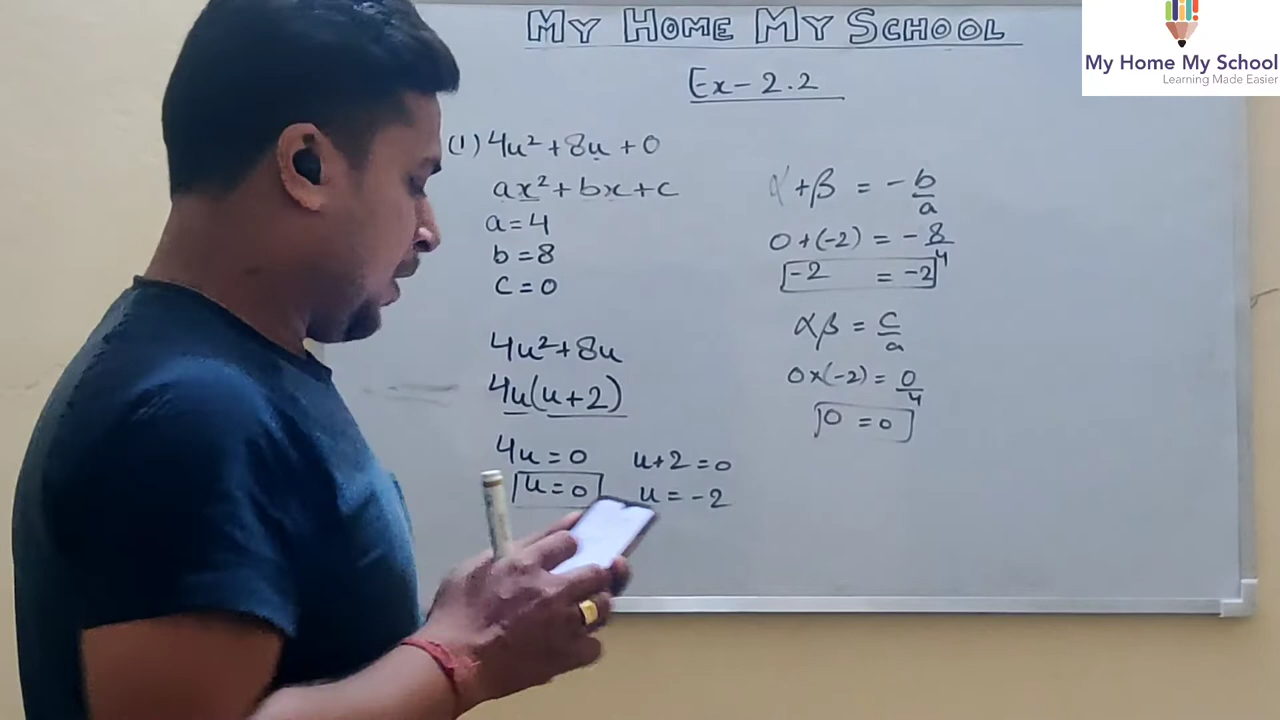 MY HOME MY SCHOOL
My Home My School
Learning Made Easier
Ex-2.2
(1) 4u² + 8u + 0
ax² + bx + c
a = 4
b = 8
c = 0
4u² + 8u
4u(u+2)
4u = 0 u+2 = 0
u = 0 u = -2
α + β = -b/a
0 + (-2) = -8/4
-2 = -2
αβ = c/a
0×(-2) = 0/4
0 = 0